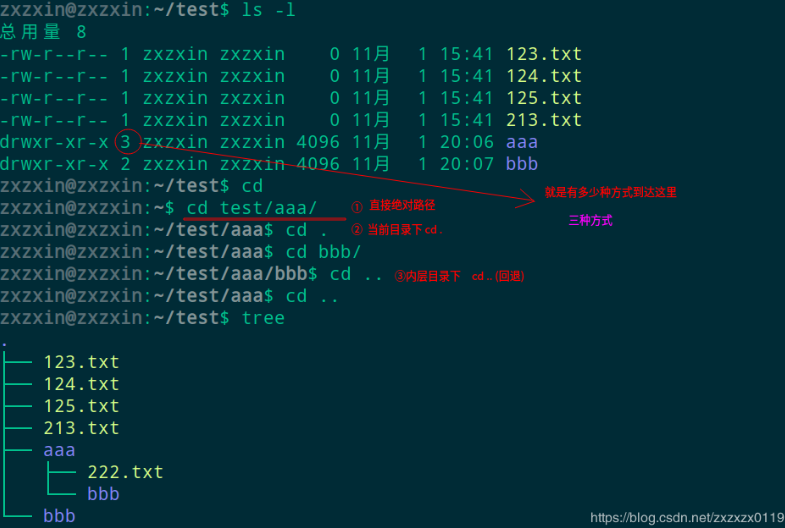 zxzxin@zxzxin:~/test$ ls -l
总用量 8
-rw-r--r-- 1 zxzxin zxzxin    0 11月   1 15:41 123.txt
-rw-r--r-- 1 zxzxin zxzxin    0 11月   1 15:41 124.txt
-rw-r--r-- 1 zxzxin zxzxin    0 11月   1 15:41 125.txt
-rw-r--r-- 1 zxzxin zxzxin    0 11月   1 15:41 213.txt
drwxr-xr-x 3 zxzxin zxzxin 4096 11月   1 20:06 aaa
drwxr-xr-x 2 zxzxin zxzxin 4096 11月   1 20:07 bbb
zxzxin@zxzxin:~/test$ cd
就是有多少种方式到达这里
zxzxin@zxzxin:~$ cd test/aaa/ ① 直接绝对路径
三种方式
zxzxin@zxzxin:~/test/aaa$ cd . ② 当前目录下 cd .
zxzxin@zxzxin:~/test/aaa$ cd bbb/
zxzxin@zxzxin:~/test/aaa/bbb$ cd .. ③内层目录下 cd .. (回退)
zxzxin@zxzxin:~/test/aaa$ cd ..
zxzxin@zxzxin:~/test$ tree
.
├── 123.txt
├── 124.txt
├── 125.txt
├── 213.txt
├── aaa
│   ├── 222.txt
│   └── bbb
└── bbb
https://blog.csdn.net/zxzxzx0119